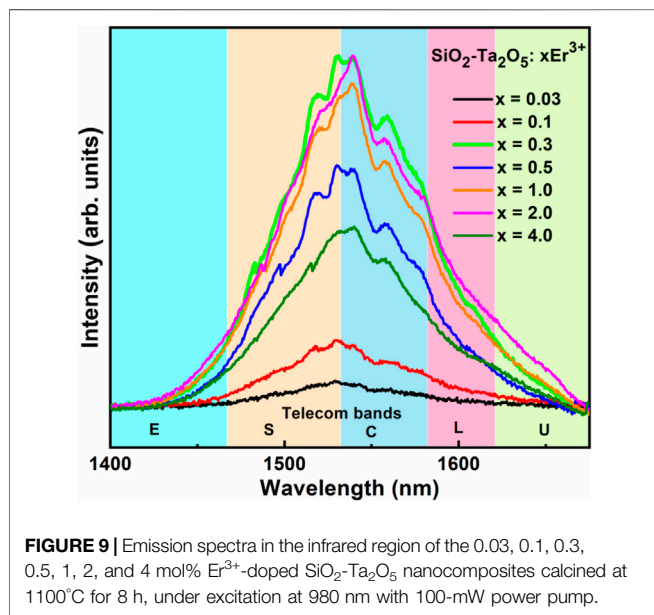 SiO₂-Ta₂O₅: xEr³⁺
x = 0.03
x = 0.1
x = 0.3
x = 0.5
x = 1.0
x = 2.0
x = 4.0
Intensity (arb. units)
Telecom bands
E S C L U
1400 1500 1600
Wavelength (nm)
FIGURE 9 | Emission spectra in the infrared region of the 0.03, 0.1, 0.3,
0.5, 1, 2, and 4 mol% Er³⁺-doped SiO₂-Ta₂O₅ nanocomposites calcined at
1100°C for 8 h, under excitation at 980 nm with 100-mW power pump.